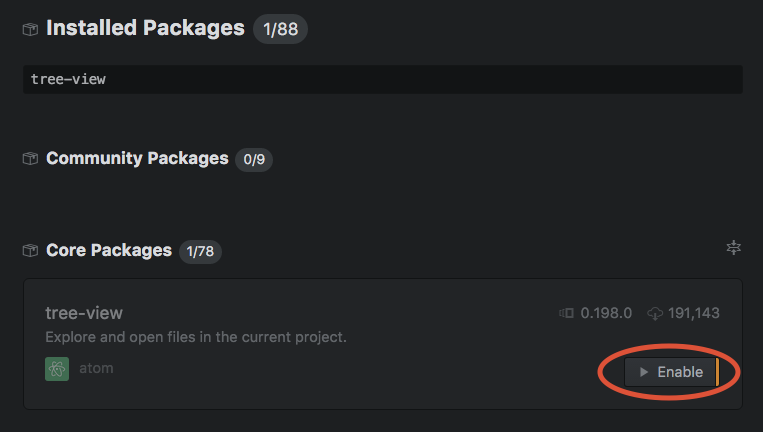 Installed Packages 1/88
tree-view
Community Packages 0/9
Core Packages 1/78
tree-view 0.198.0 191,143
Explore and open files in the current project.
atom Enable